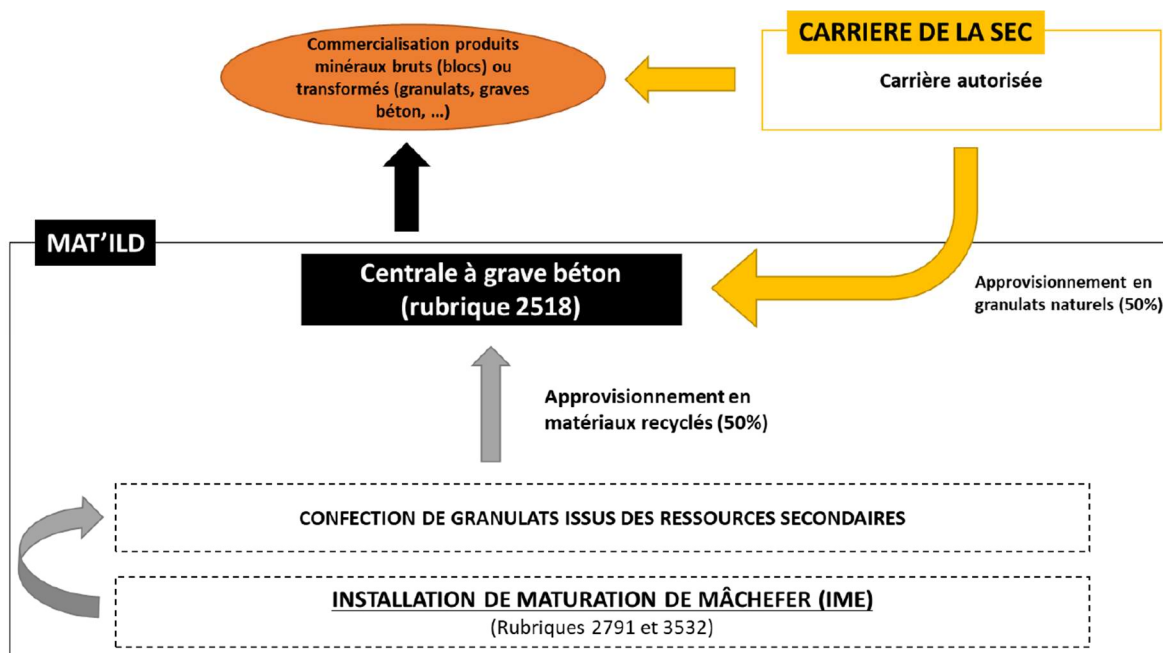 Commercialisation produits
minéraux bruts (blocs) ou
transformés (granulats, graves
béton, ...)
CARRIERE DE LA SEC
Carrière autorisée
MAT'ILD
Centrale à grave béton
(rubrique 2518)
Approvisionnement en
granulats naturels (50%)
Approvisionnement en
matériaux recyclés (50%)
CONFECTION DE GRANULATS ISSUS DES RESSOURCES SECONDAIRES
INSTALLATION DE MATURATION DE MÂCHEFER (IME)
(Rubriques 2791 et 3532)